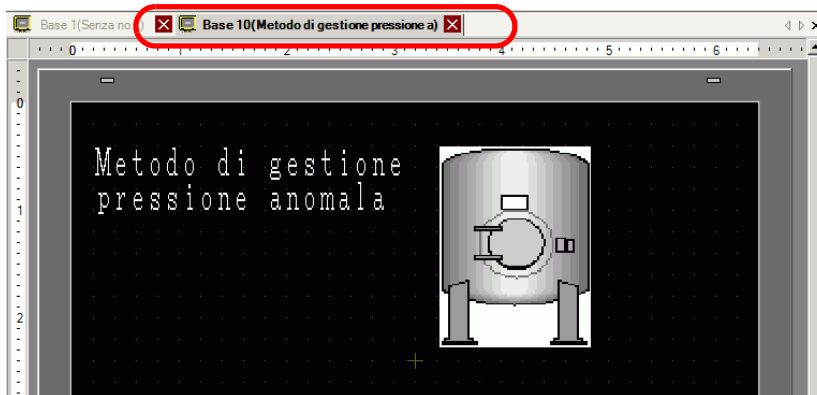 Base 1(Senza no Base 10(Metodo di gestione pressione a)
0 1 2 3 4 5 6
0
Metodo di gestione
pressione anomala
1
2